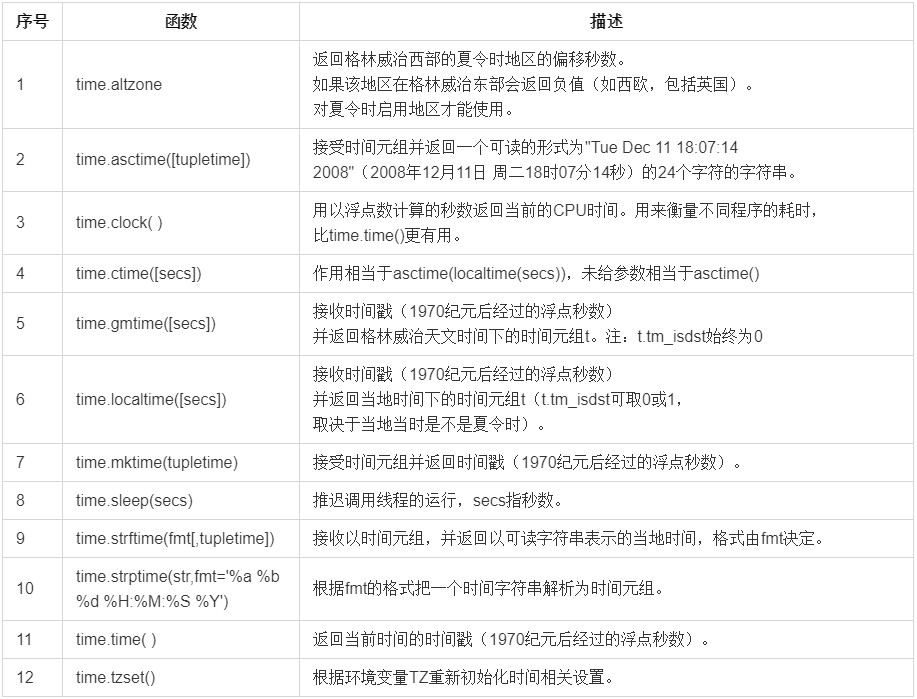 序号 函数 描述
1 time.altzone 返回格林威治西部的夏令时地区的偏移秒数。
如果该地区在格林威治东部会返回负值（如西欧，包括英国）。
对夏令时启用地区才能使用。
2 time.asctime([tupletime]) 接受时间元组并返回一个可读的形式为"Tue Dec 11 18:07:14
2008"（2008年12月11日 周二18时07分14秒）的24个字符的字符串。
3 time.clock( ) 用以浮点数计算的秒数返回当前的CPU时间。用来衡量不同程序的耗时，
比time.time()更有用。
4 time.ctime([secs]) 作用相当于asctime(localtime(secs))，未给参数相当于asctime()
5 time.gmtime([secs]) 接收时间戳（1970纪元后经过的浮点秒数）
并返回格林威治天文时间下的时间元组t。注：t.tm_isdst始终为0
6 time.localtime([secs]) 接收时间戳（1970纪元后经过的浮点秒数）
并返回当地时间下的时间元组t（t.tm_isdst可取0或1，
取决于当地当时是不是夏令时）。
7 time.mktime(tupletime) 接受时间元组并返回时间戳（1970纪元后经过的浮点秒数）。
8 time.sleep(secs) 推迟调用线程的运行，secs指秒数。
9 time.strftime(fmt[,tupletime]) 接收以时间元组，并返回以可读字符串表示的当地时间，格式由fmt决定。
10 time.strptime(str,fmt='%a %b
%d %H:%M:%S %Y') 根据fmt的格式把一个时间字符串解析为时间元组。
11 time.time( ) 返回当前时间的时间戳（1970纪元后经过的浮点秒数）。
12 time.tzset() 根据环境变量TZ重新初始化时间相关设置。